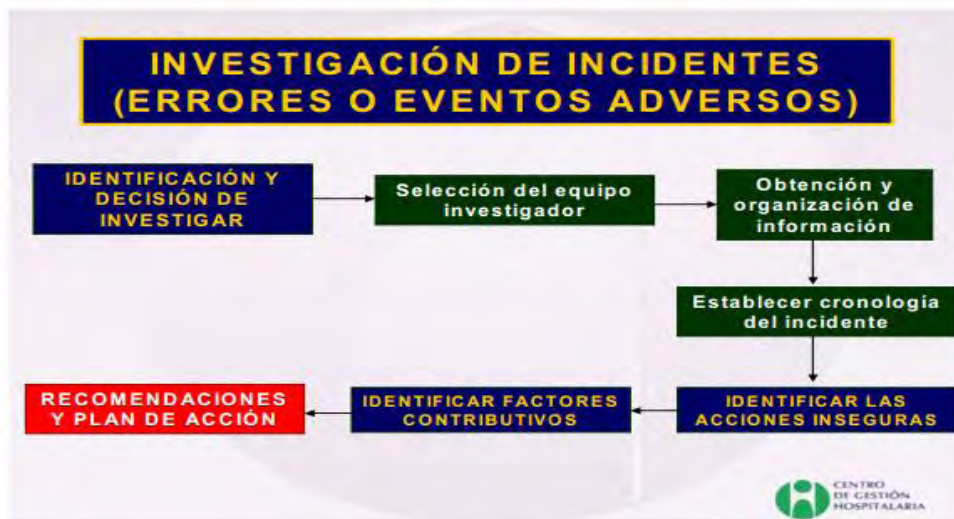 INVESTIGACIÓN DE INCIDENTES
(ERRORES O EVENTOS ADVERSOS)
IDENTIFICACIÓN Y
DECISIÓN DE
INVESTIGAR
Selección del equipo
investigador
Obtención y
organización de
información
Establecer cronología
del incidente
IDENTIFICAR LAS
ACCIONES INSEGURAS
IDENTIFICAR FACTORES
CONTRIBUTIVOS
RECOMENDACIONES
Y PLAN DE ACCIÓN
CENTRO
DE GESTIÓN
HOSPITALARIA